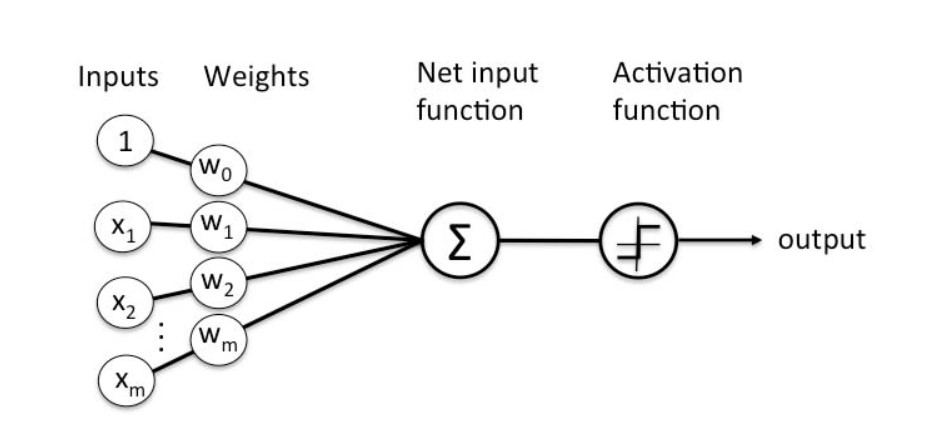 Inputs
Weights
Net input
function
Activation
function
1
w₀
x₁
w₁
x₂
w₂
⋮
xₘ
wₘ
Σ
output